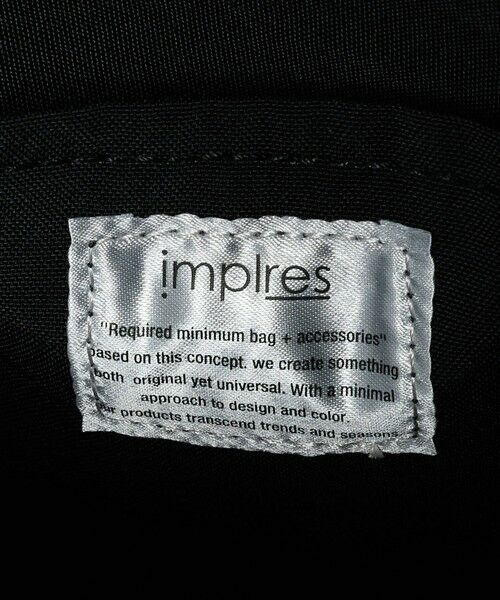 implres
"Required minimum bag + accessories"
based on this concept. we create something
both original yet universal. With a minimal
approach to design and color.
our products transcend trends and seasons